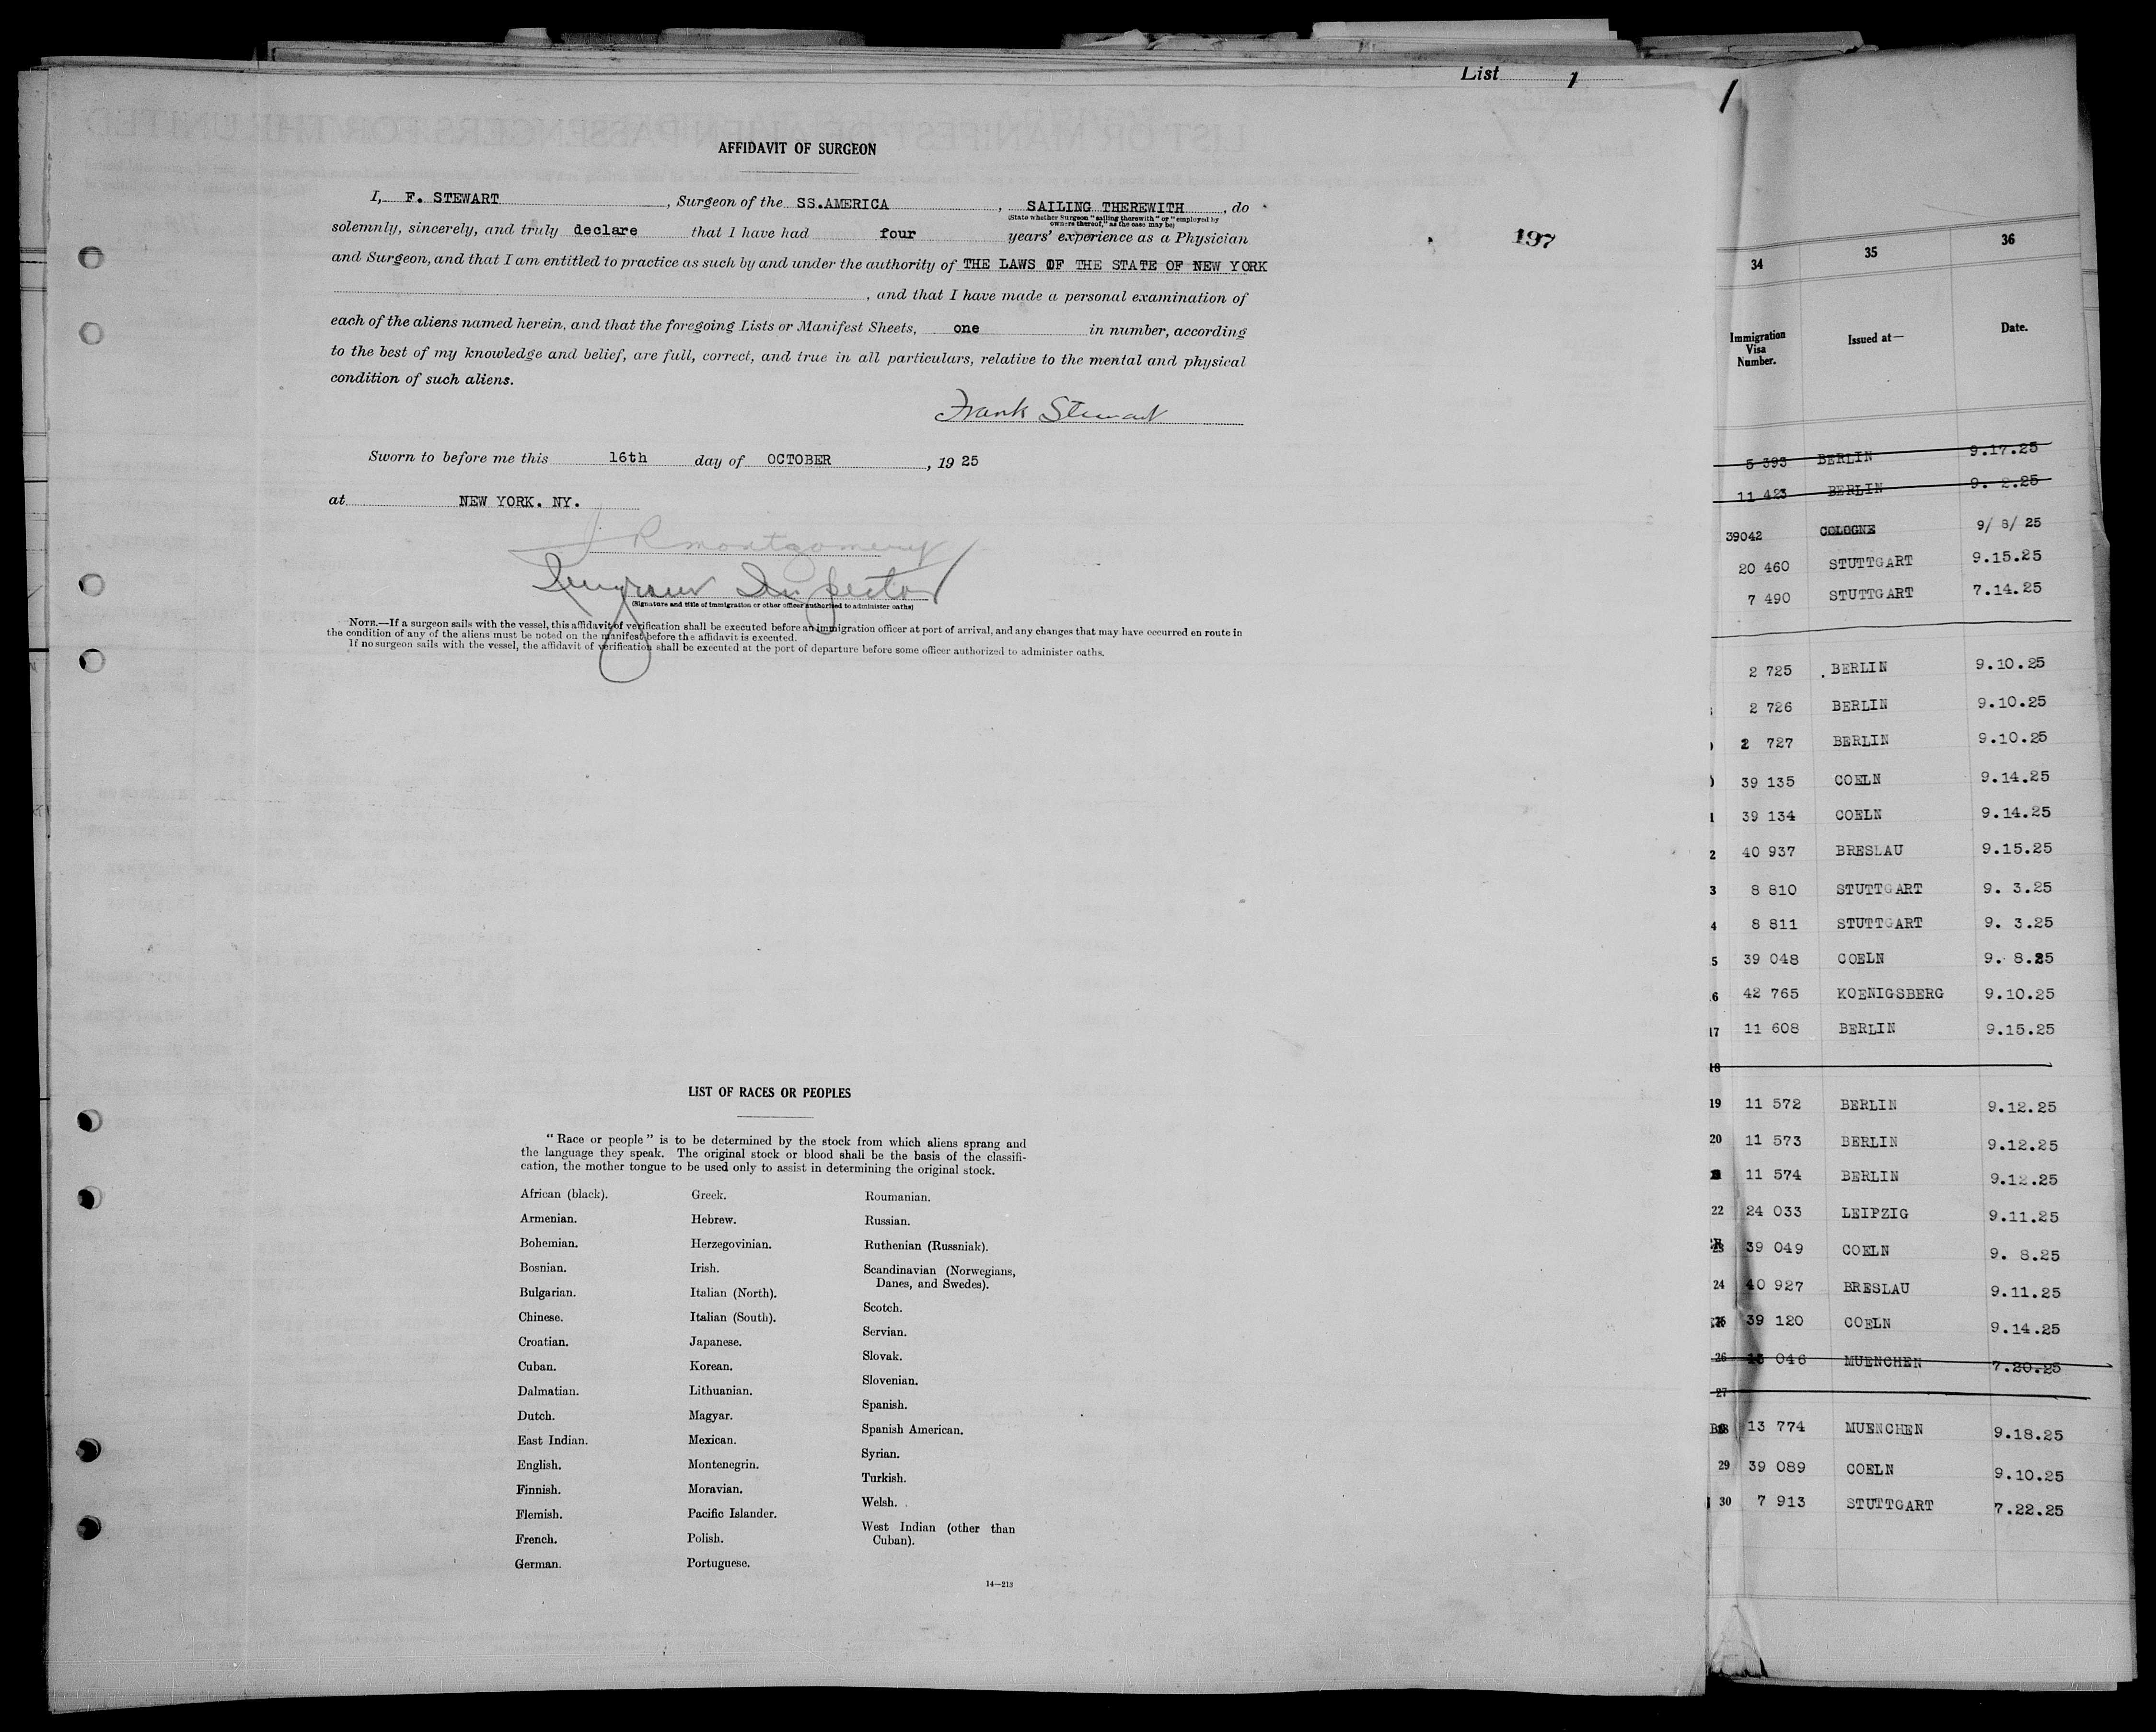 List 1
1
AFFIDAVIT OF SURGEON
I, F. STEWART, Surgeon of the SS.AMERICA, SAILING THEREWITH, do
(State whether Surgeon "sailing therewith" or "employed by
owners thereof," as the case may be)
solemnly, sincerely, and truly declare that I have had four years' experience as a Physician
197
and Surgeon, and that I am entitled to practice as such by and under the authority of THE LAWS OF THE STATE OF NEW YORK
, and that I have made a personal examination of
each of the aliens named herein, and that the foregoing Lists or Manifest Sheets, one in number, according
to the best of my knowledge and belief, are full, correct, and true in all particulars, relative to the mental and physical
condition of such aliens.
Frank Stewart
Sworn to before me this 16th day of OCTOBER, 19 25
at NEW YORK. NY.
R Montgomery
Inspector
(Signature and title of immigration or other officer authorized to administer oaths)
NOTE.—If a surgeon sails with the vessel, this affidavit of verification shall be executed before an immigration officer at port of arrival, and any changes that may have occurred en route in
the condition of any of the aliens must be noted on the manifest before the affidavit is executed.
If no surgeon sails with the vessel, the affidavit of verification shall be executed at the port of departure before some officer authorized to administer oaths.
LIST OF RACES OR PEOPLES
"Race or people" is to be determined by the stock from which aliens sprang and
the language they speak. The original stock or blood shall be the basis of the classifi-
cation, the mother tongue to be used only to assist in determining the original stock.
African (black).
Armenian.
Bohemian.
Bosnian.
Bulgarian.
Chinese.
Croatian.
Cuban.
Dalmatian.
Dutch.
East Indian.
English.
Finnish.
Flemish.
French.
German.
Greek.
Hebrew.
Herzegovinian.
Irish.
Italian (North).
Italian (South).
Japanese.
Korean.
Lithuanian.
Magyar.
Mexican.
Montenegrin.
Moravian.
Pacific Islander.
Polish.
Portuguese.
Roumanian.
Russian.
Ruthenian (Russniak).
Scandinavian (Norwegians,
Danes, and Swedes).
Scotch.
Servian.
Slovak.
Slovenian.
Spanish.
Spanish American.
Syrian.
Turkish.
Welsh.
West Indian (other than
Cuban).
14—213
34 35 36
Immigration
Visa
Number.
Issued at—
Date.
5 393 BERLIN 9.17.25
11 423 BERLIN 9. 2.25
39042 COLOGNE 9/ 8/ 25
20 460 STUTTGART 9.15.25
7 490 STUTTGART 7.14.25
2 725 BERLIN 9.10.25
2 726 BERLIN 9.10.25
2 727 BERLIN 9.10.25
39 135 COELN 9.14.25
1 39 134 COELN 9.14.25
2 40 937 BRESLAU 9.15.25
3 8 810 STUTTGART 9. 3.25
4 8 811 STUTTGART 9. 3.25
5 39 048 COELN 9. 8.25
6 42 765 KOENIGSBERG 9.10.25
17 11 608 BERLIN 9.15.25
18
19 11 572 BERLIN 9.12.25
20 11 573 BERLIN 9.12.25
11 574 BERLIN 9.12.25
22 24 033 LEIPZIG 9.11.25
23 39 049 COELN 9. 8.25
24 40 927 BRESLAU 9.11.25
25 39 120 COELN 9.14.25
26 046 MUENCHEN 7.20.25
27
28 13 774 MUENCHEN 9.18.25
29 39 089 COELN 9.10.25
30 7 913 STUTTGART 7.22.25